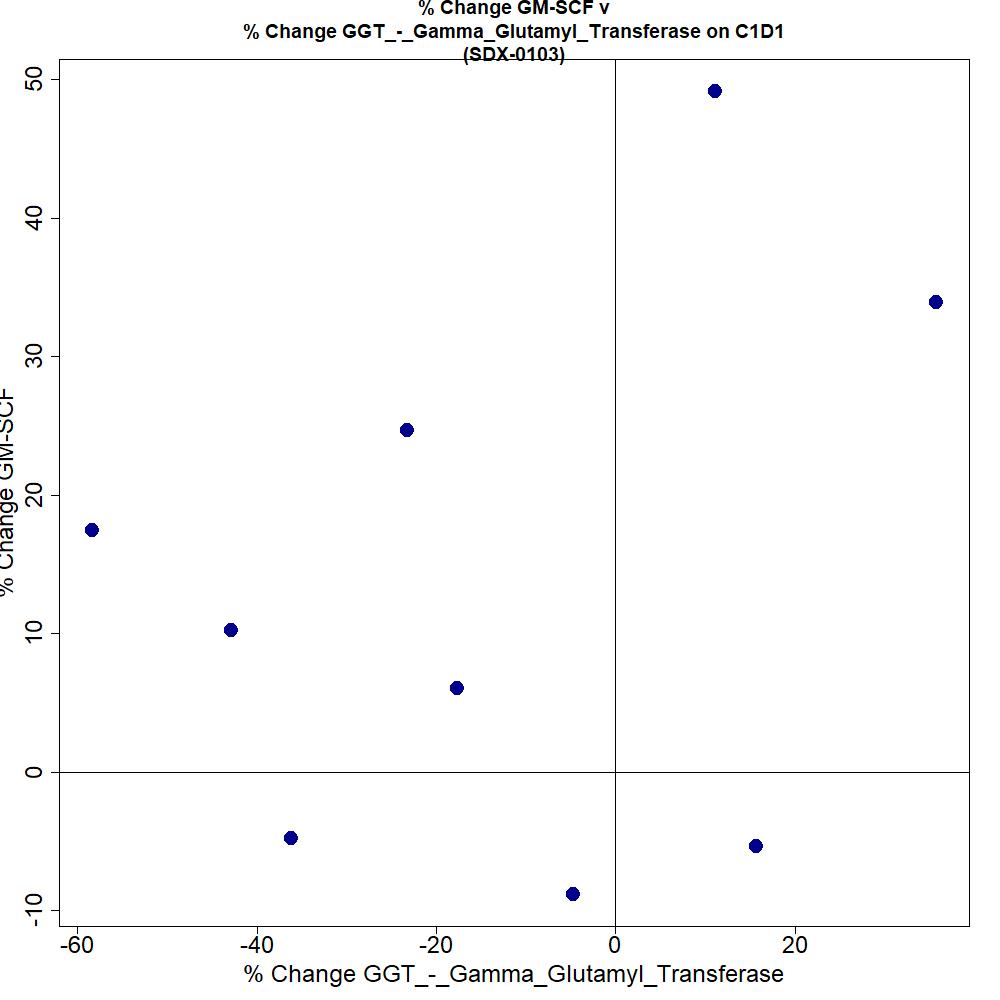 % Change GM-SCF v
% Change GGT_-_Gamma_Glutamyl_Transferase on C1D1
(SDX-0103)
% Change GM-SCF
50
40
30
20
10
0
-10
-60
-40
-20
0
20
% Change GGT_-_Gamma_Glutamyl_Transferase